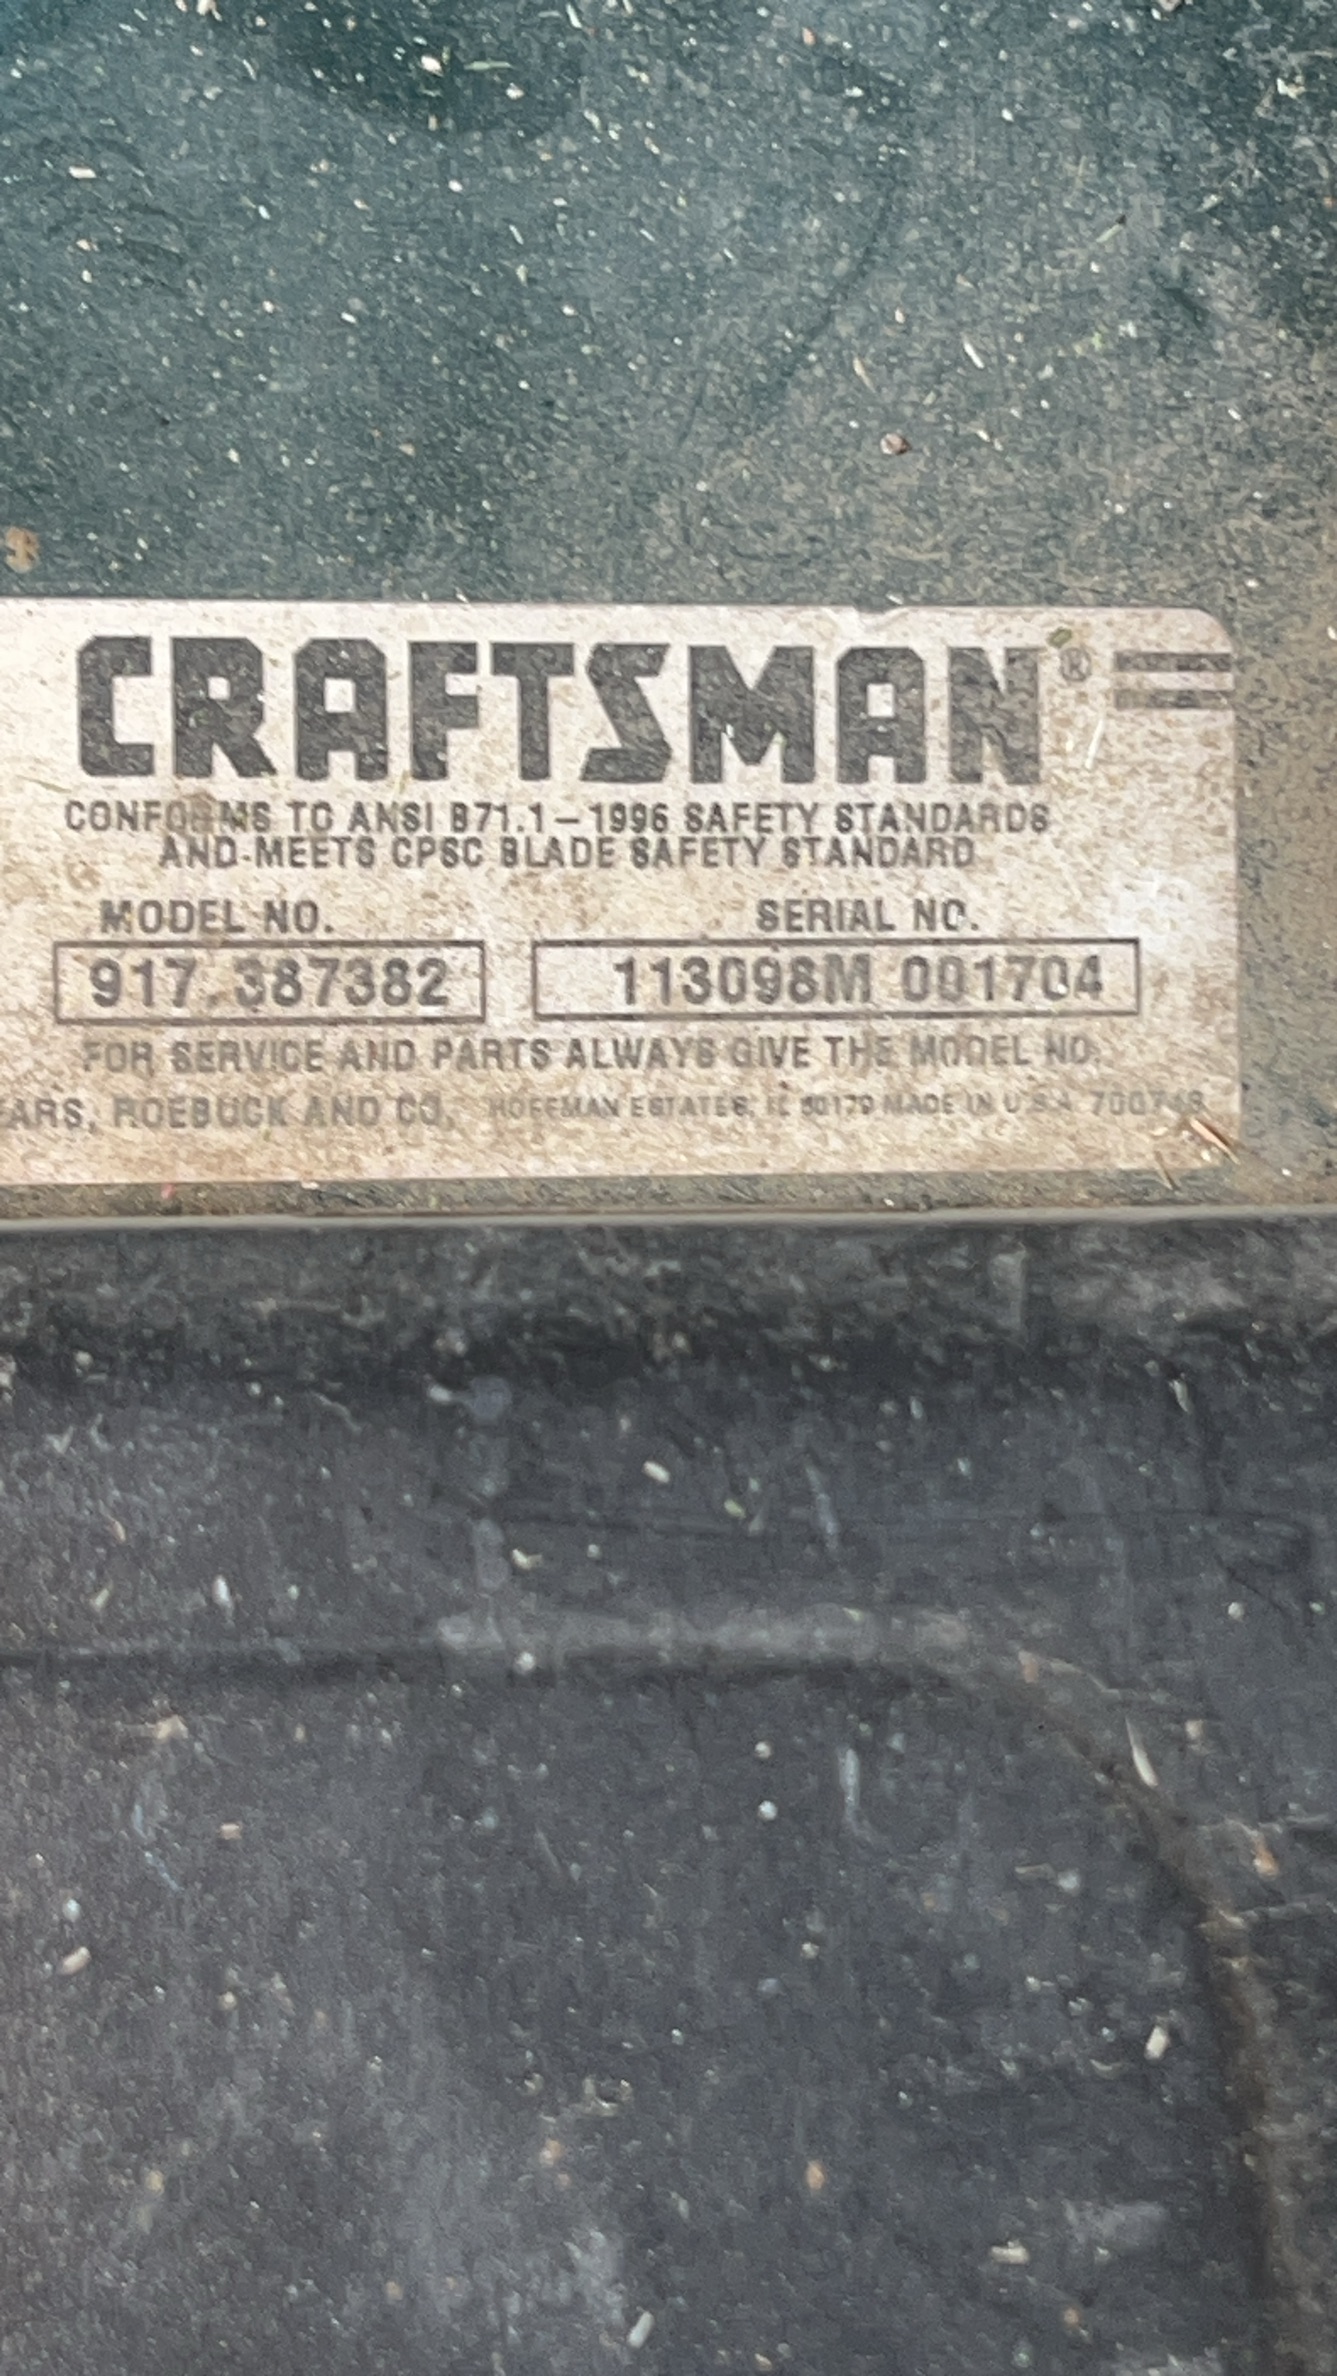 CRAFTSMAN®
CONFORMS TO ANSI B71.1-1996 SAFETY STANDARDS
AND MEETS CPSC BLADE SAFETY STANDARD
MODEL NO. SERIAL NO.
917.387382 113098M 001704
FOR SERVICE AND PARTS ALWAYS GIVE THE MODEL NO.
EARS, ROEBUCK AND CO. HOFFMAN ESTATES, IL 60179 MADE IN U.S.A.